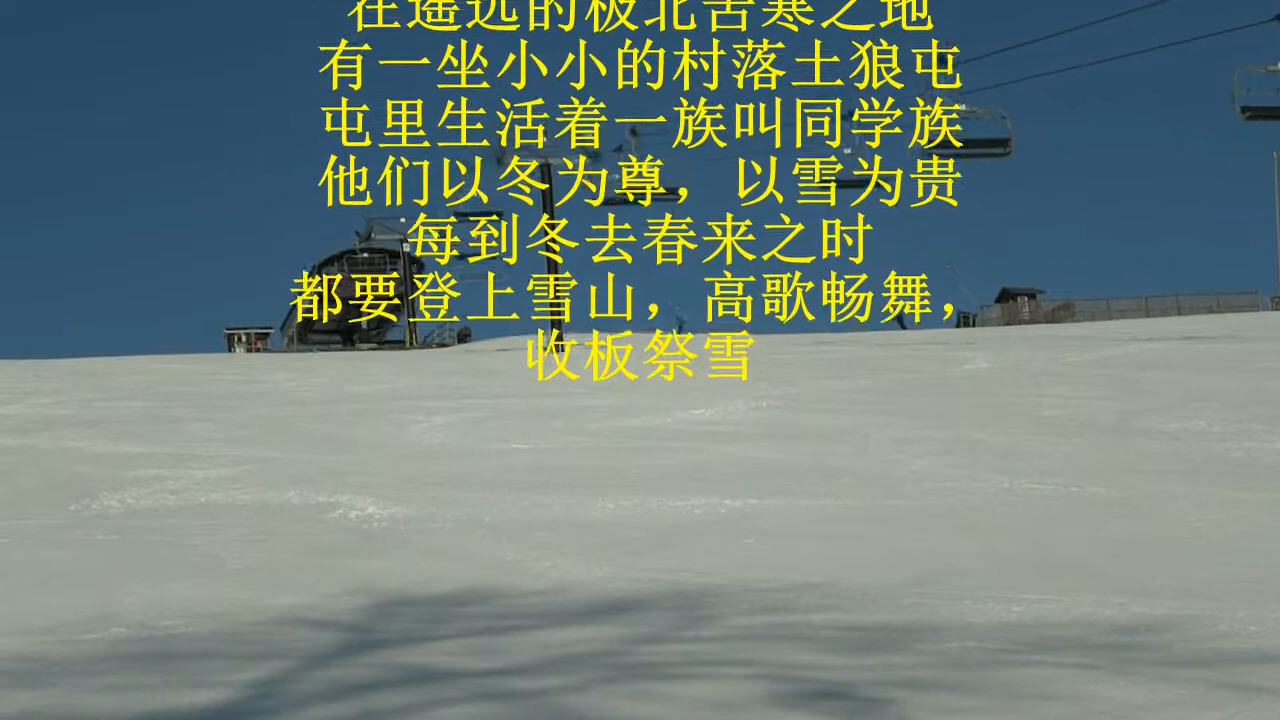 在遥远的极北苦寒之地
有一坐小小的村落土狼屯
屯里生活着一族叫同学族
他们以冬为尊，以雪为贵
每到冬去春来之时
都要登上雪山，高歌畅舞，
收板祭雪